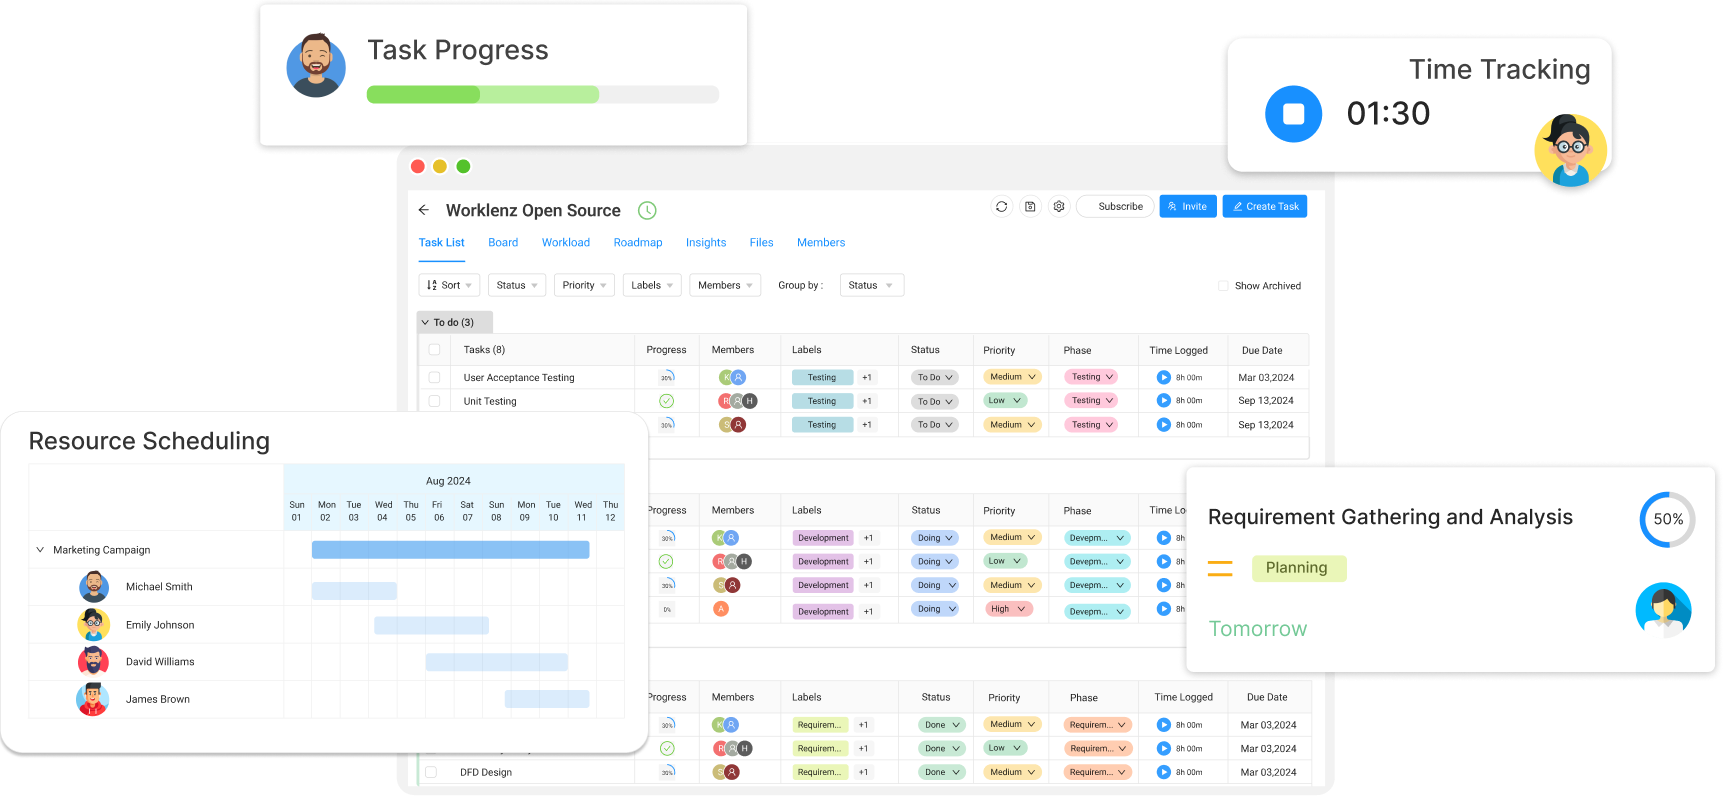 Task Progress
Time Tracking
01:30
Worklenz Open Source
Subscribe
Invite
Create Task
Task List Board Workload Roadmap Insights Files Members
Sort Status Priority Labels Members Group by : Status
Show Archived
To do (3)
Tasks (8) Progress Members Labels Status Priority Phase Time Logged Due Date
User Acceptance Testing 30% K Testing +1 To Do Medium Testing 8h 00m Mar 03,2024
Unit Testing R A H Testing +1 To Do Low Testing 8h 00m Sep 13,2024
30% S Testing +1 To Do Medium Testing 8h 00m Sep 13,2024
Resource Scheduling
Aug 2024
Sun Mon Tue Wed Thu Fri Sat Sun Mon Tue Wed Thu
01 02 03 04 05 06 07 08 09 10 11 12
Marketing Campaign
Michael Smith
Emily Johnson
David Williams
James Brown
Progress Members Labels Status Priority Phase Time Lo
30% K Development +1 Doing Medium Devepm... 8h
R A H Development +1 Doing Low Devepm... 8h
30% S Development +1 Doing Medium Devepm... 8h
0% A Development +1 Doing High Devepm... 8h
Requirement Gathering and Analysis
50%
Planning
Tomorrow
Progress Members Labels Status Priority Phase Time Logged Due Date
30% K Requirem... +1 Done Medium Requirem... 8h 00m Mar 03,2024
R A H Requirem... +1 Done Low Requirem... 8h 00m Mar 03,2024
DFD Design 30% S Requirem... +1 Done Medium Requirem... 8h 00m Mar 03,2024